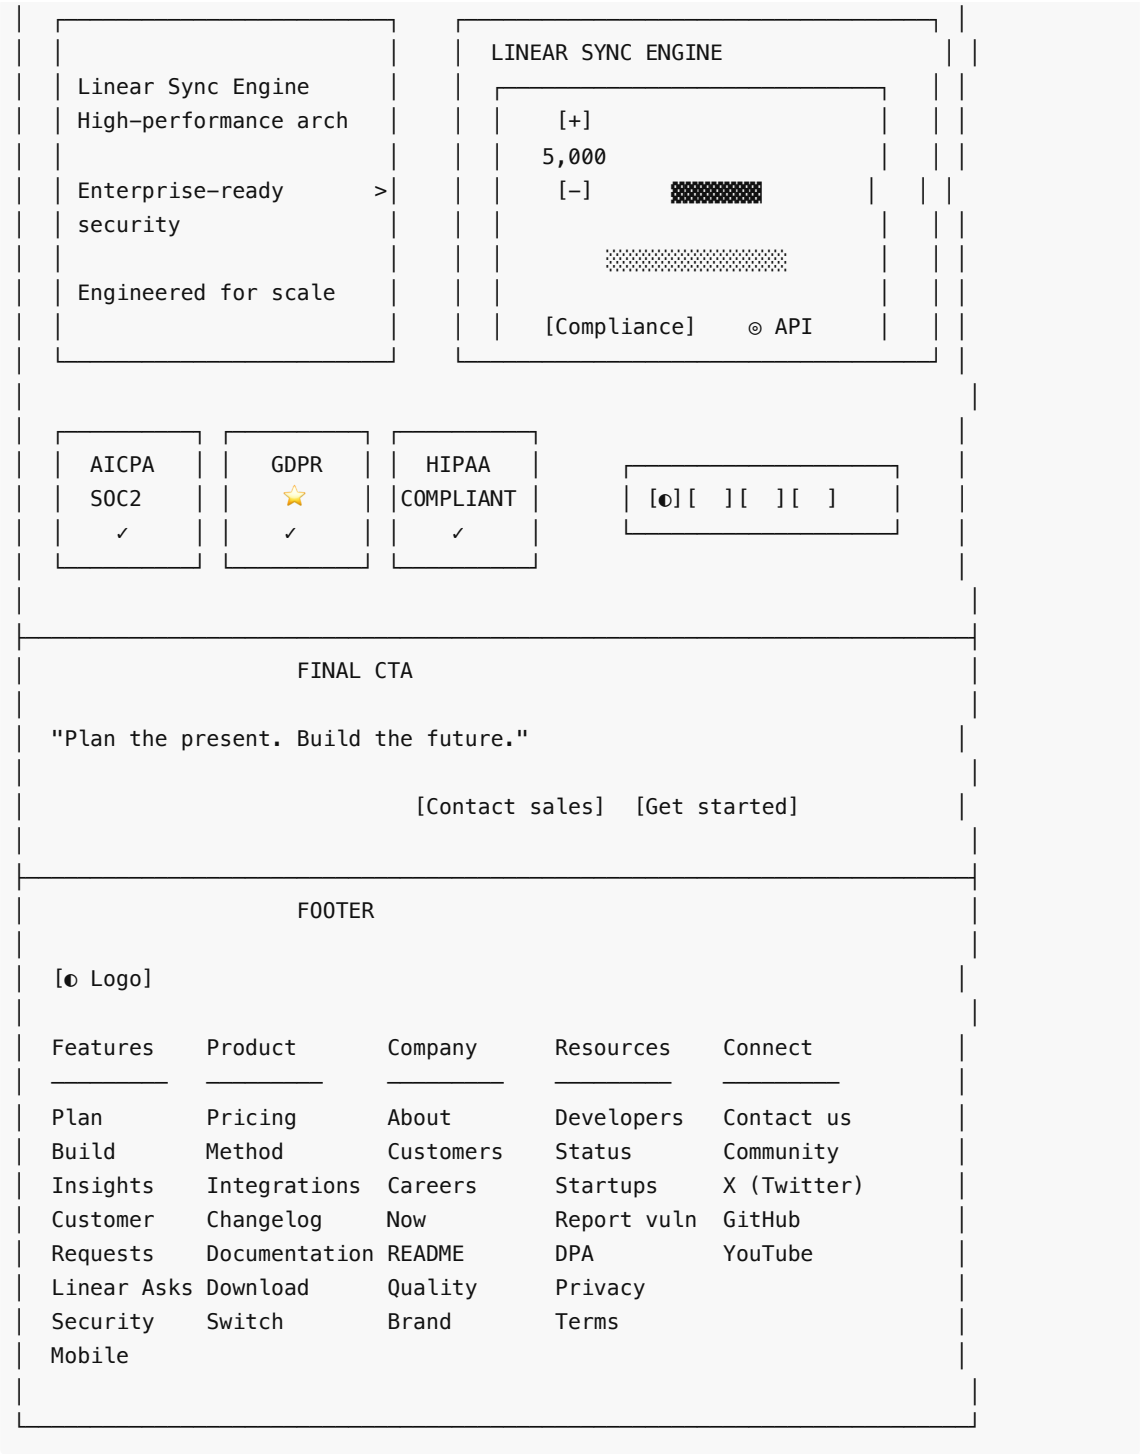 LINEAR SYNC ENGINE
Linear Sync Engine
High-performance arch [+]
5,000
Enterprise-ready > [-]
security
Engineered for scale
[Compliance] ◎ API
AICPA GDPR HIPAA
SOC2 ⭐ COMPLIANT [◐][ ][ ][ ]
✓ ✓ ✓
FINAL CTA
"Plan the present. Build the future."
[Contact sales] [Get started]
FOOTER
[◐ Logo]
Features Product Company Resources Connect
Plan Pricing About Developers Contact us
Build Method Customers Status Community
Insights Integrations Careers Startups X (Twitter)
Customer Changelog Now Report vuln GitHub
Requests Documentation README DPA YouTube
Linear Asks Download Quality Privacy
Security Switch Brand Terms
Mobile